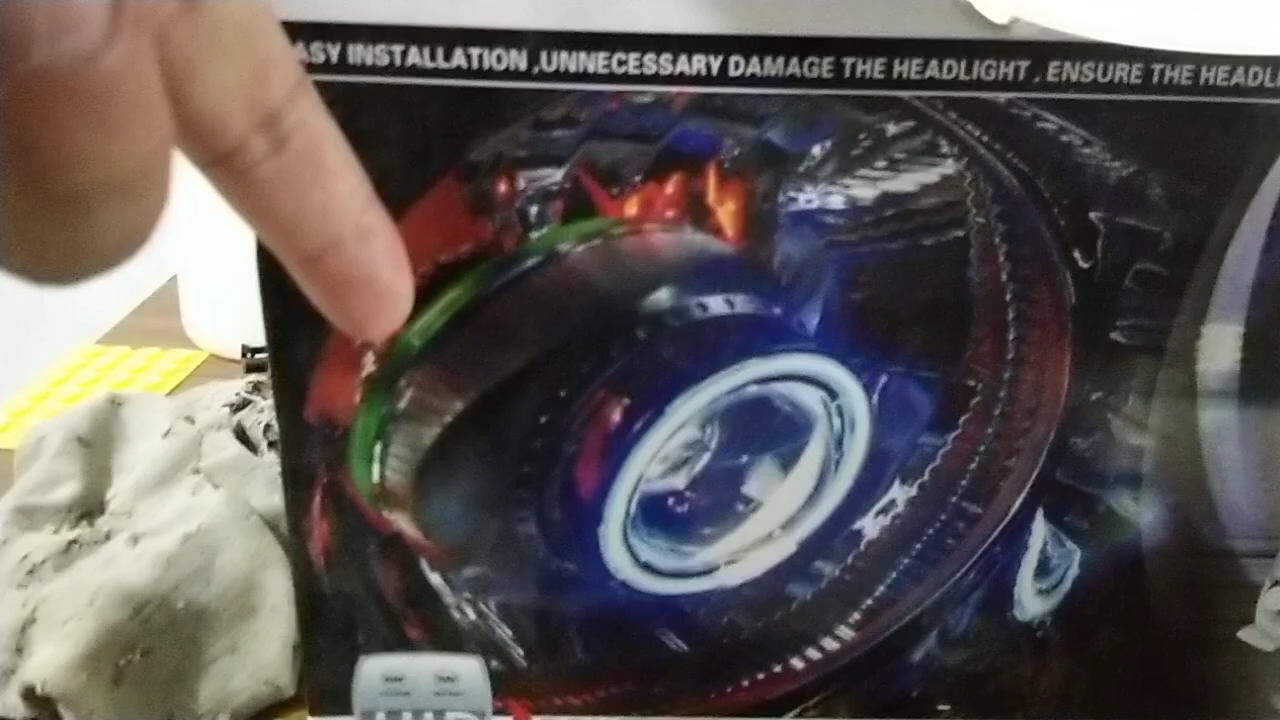 ASY INSTALLATION ,UNNECESSARY DAMAGE THE HEADLIGHT , ENSURE THE HEADL